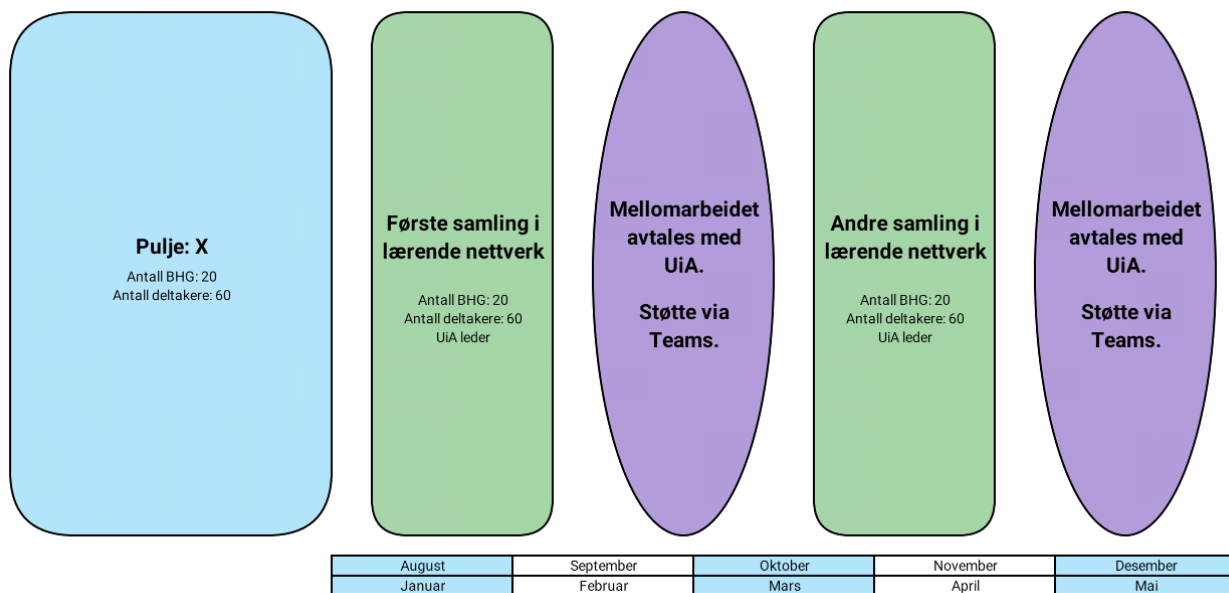 Pulje: X
Antall BHG: 20
Antall deltakere: 60
Første samling i
lærende nettverk
Antall BHG: 20
Antall deltakere: 60
UiA leder
Mellomarbeidet
avtales med
UiA.
Støtte via
Teams.
Andre samling i
lærende nettverk
Antall BHG: 20
Antall deltakere: 60
UiA leder
Mellomarbeidet
avtales med
UiA.
Støtte via
Teams.
August September Oktober November Desember
Januar Februar Mars April Mai